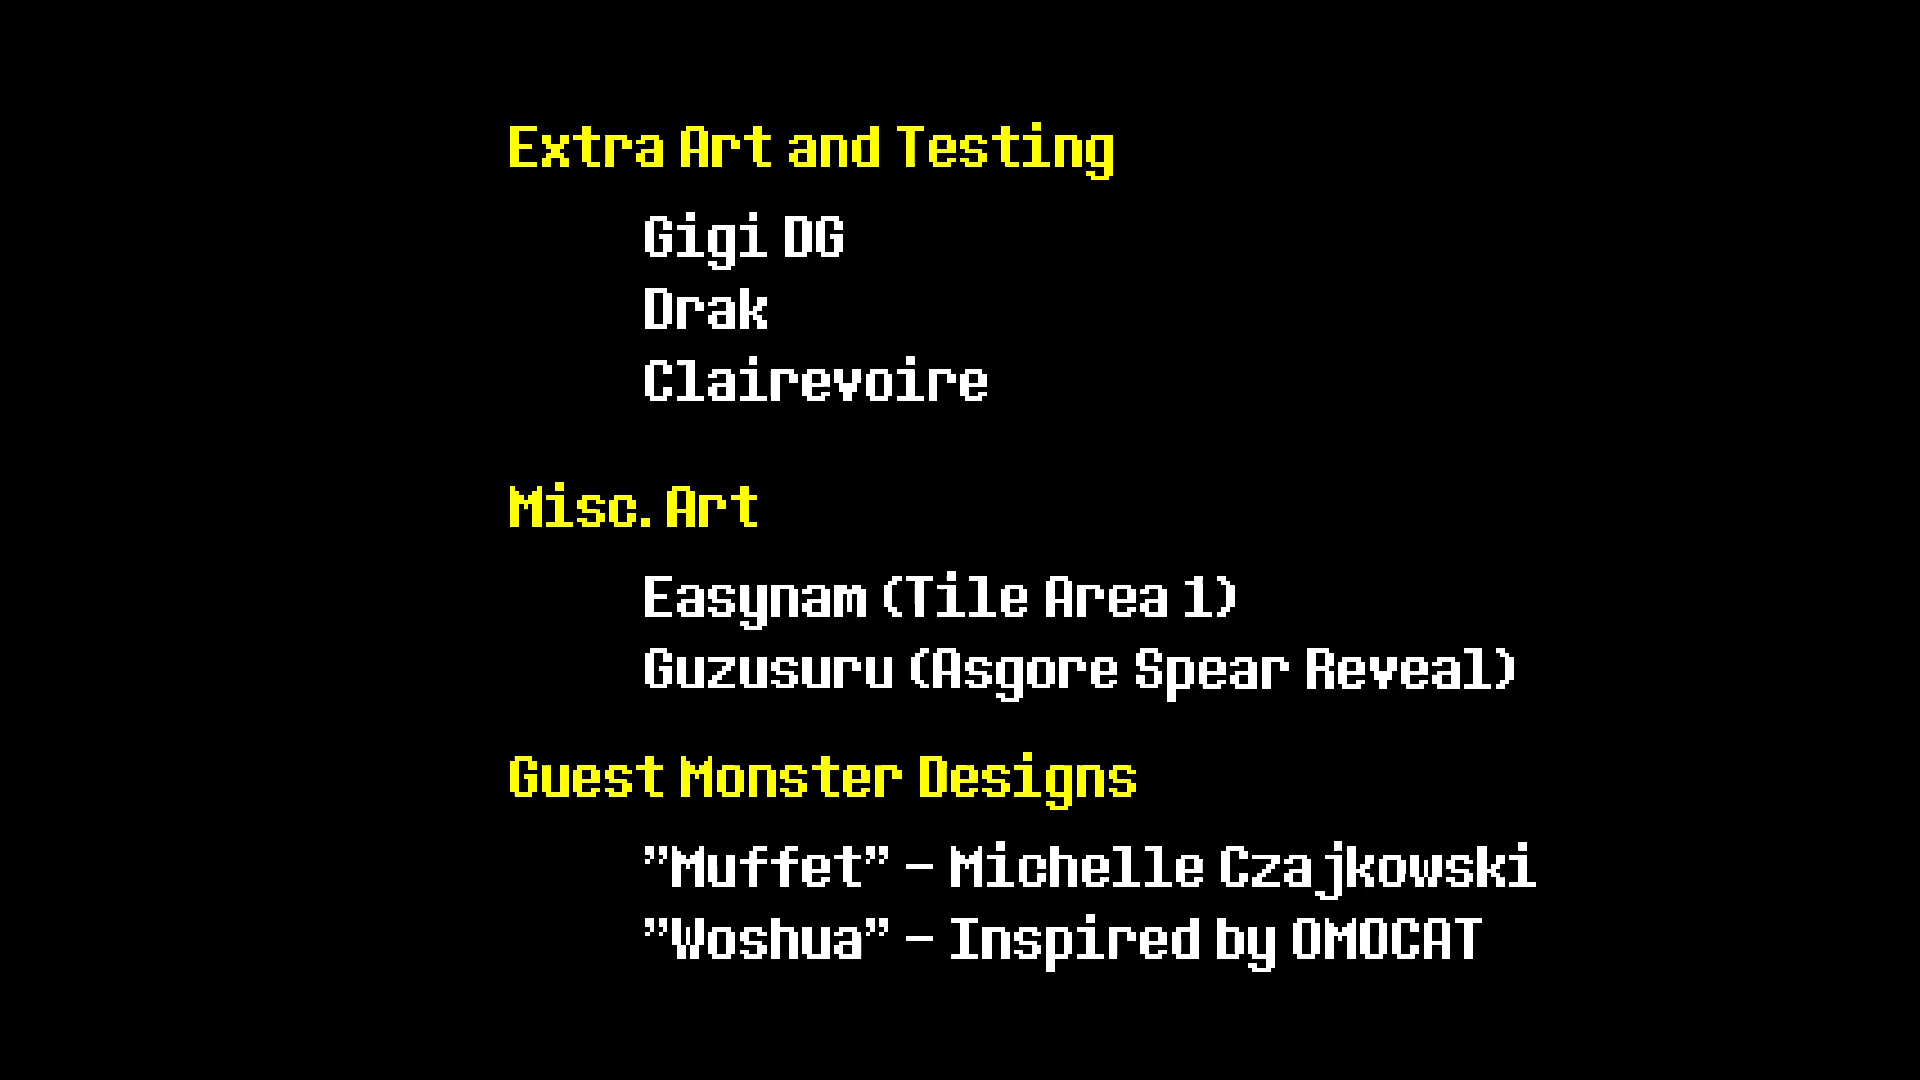 Extra Art and Testing
Gigi DG
Drak
Clairevoire
Misc. Art
Easynam (Tile Area 1)
Guzusuru (Asgore Spear Reveal)
Guest Monster Designs
”Muffet” - Michelle Czajkowski
”Woshua” - Inspired by OMOCAT